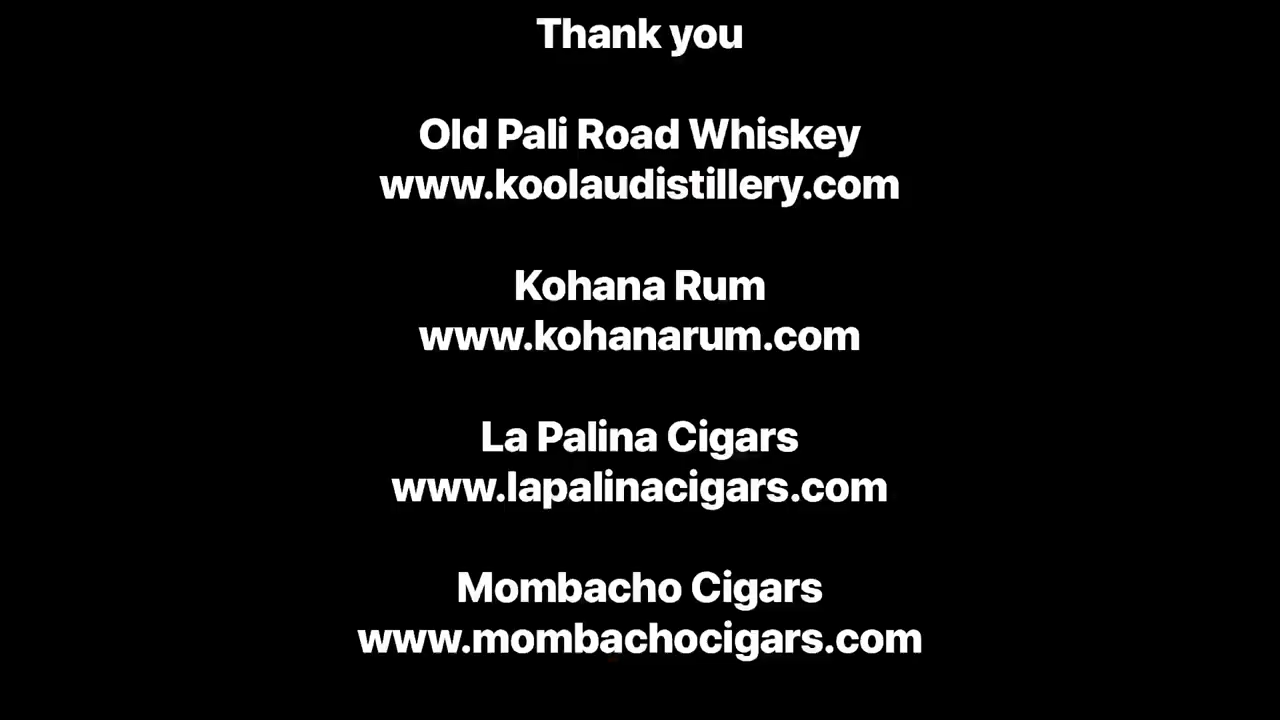 Thank you
Old Pali Road Whiskey
www.koolaudistillery.com
Kohana Rum
www.kohanarum.com
La Palina Cigars
www.lapalinacigars.com
Mombacho Cigars
www.mombachocigars.com